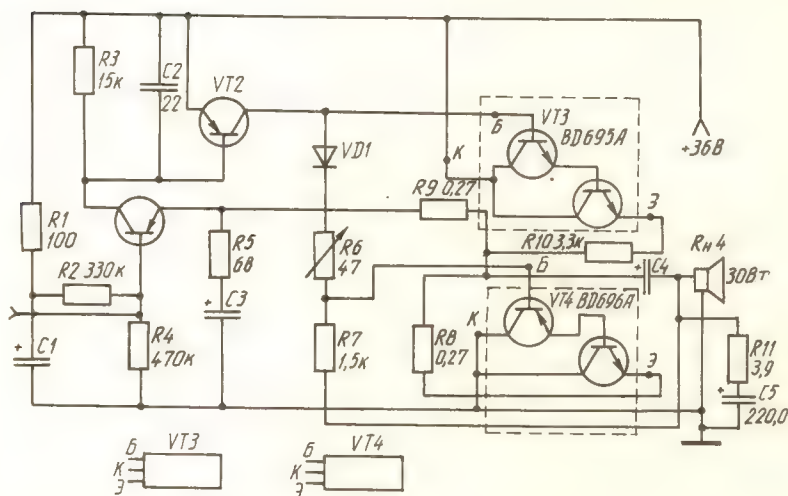 R3
15к
C2
22
VT2
VT3
BD695A
Б
К
VD1
+36В
R9 0,27
Э
R1
100
R2 330к
R5
68
R6
47
R10 3,3к
Rн 4
30Вт
Б
+
C4
VT4 BD696A
К
Э
+
C1
R4
470к
+
C3
R7
1,5к
R8
0,27
R11
3,9
+
C5
220,0
Б
К
Э
VT3
Б
К
Э
VT4